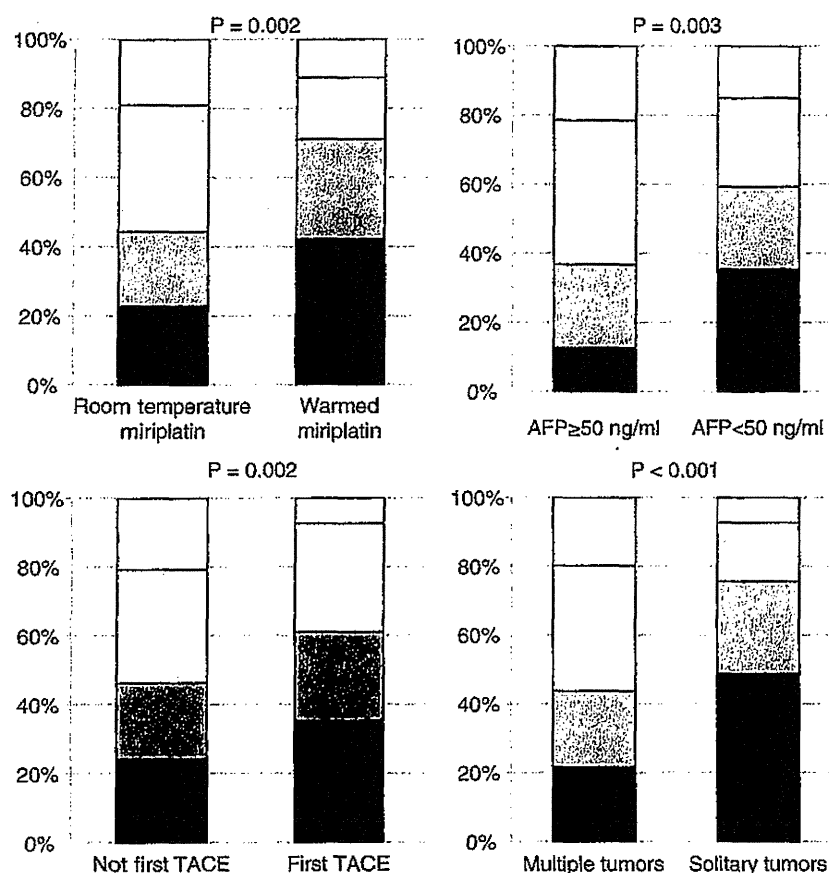 P = 0.002
100%
80%
60%
40%
20%
0%
Room temperature
miriplatin
Warmed
miriplatin
P = 0.003
100%
80%
60%
40%
20%
0%
AFP≥50 ng/ml
AFP<50 ng/ml
P = 0.002
100%
80%
60%
40%
20%
0%
Not first TACE
First TACE
P < 0.001
100%
80%
60%
40%
20%
0%
Multiple tumors
Solitary tumors